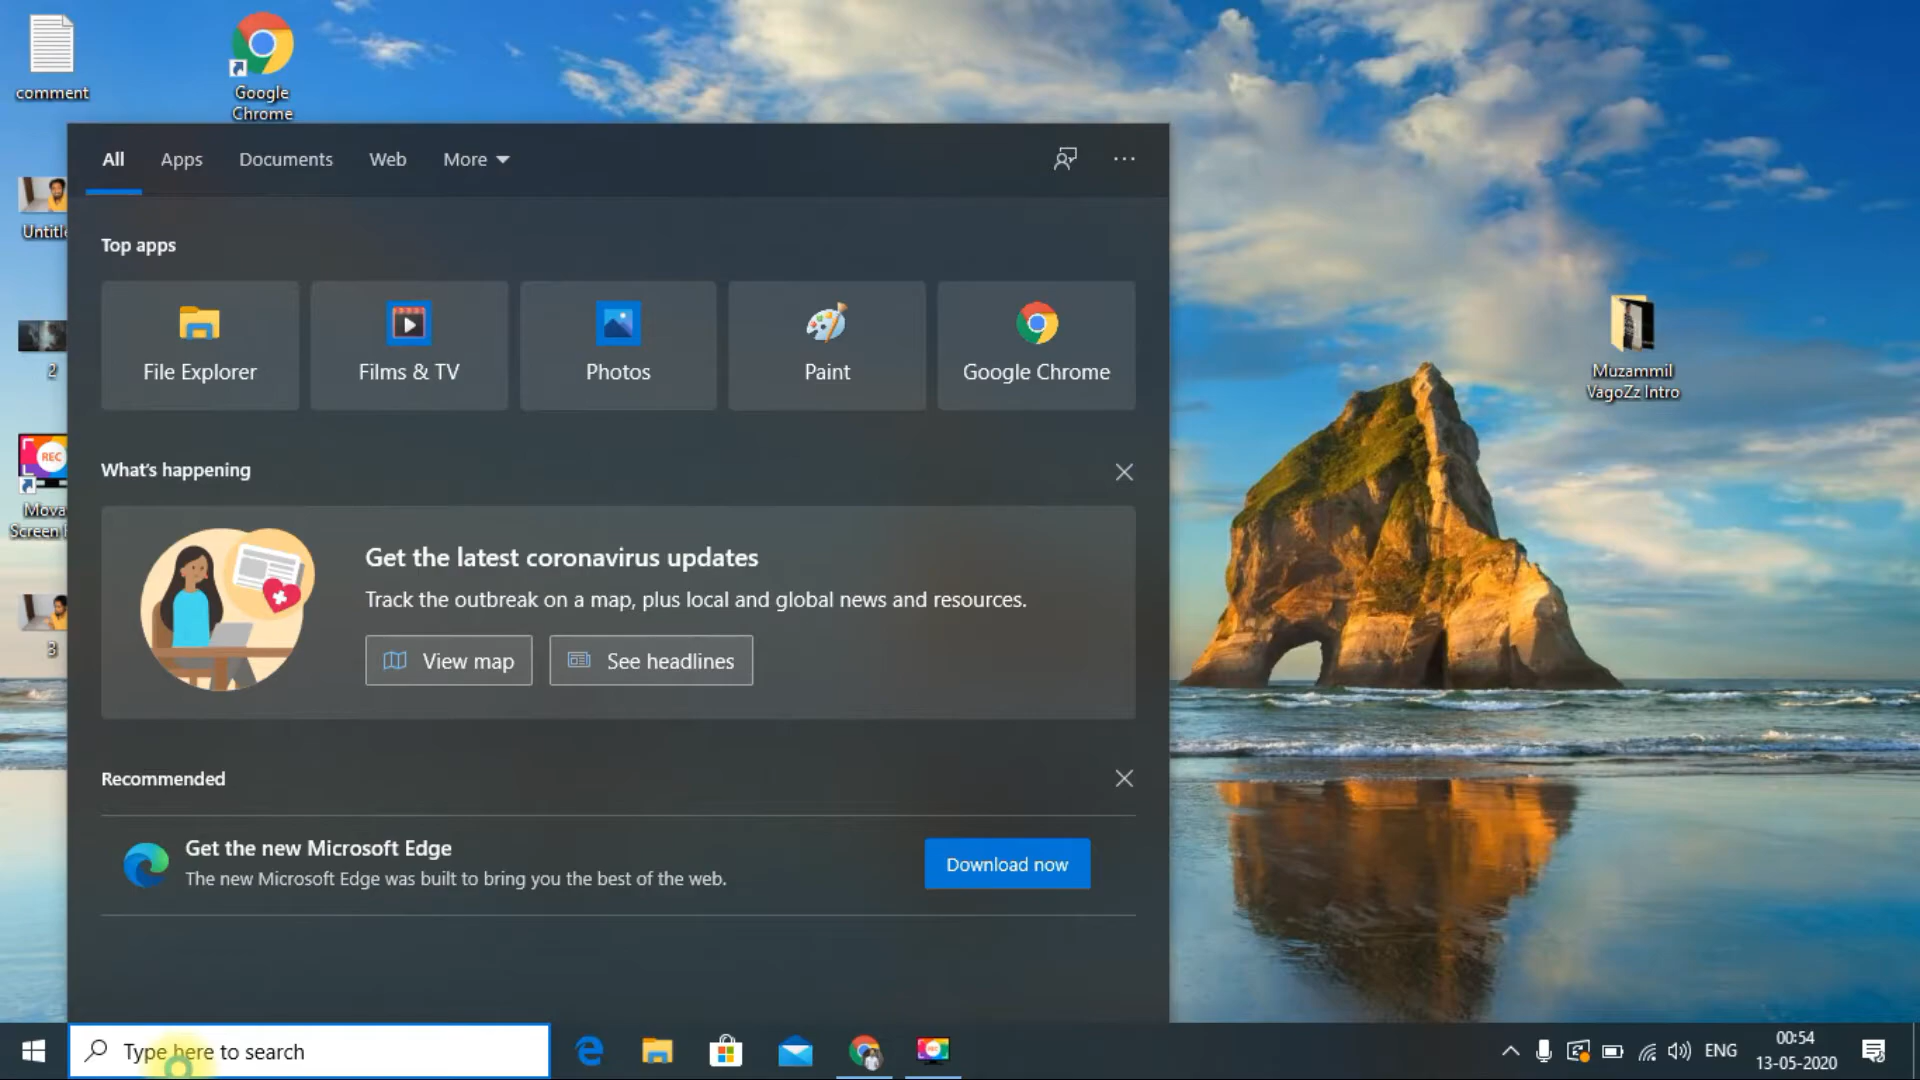 comment
Google
Chrome
Untitle
2
REC
Mova
Screen
3
All
Apps
Documents
Web
More
Top apps
File Explorer
Films & TV
Photos
Paint
Google Chrome
What's happening
Get the latest coronavirus updates
Track the outbreak on a map, plus local and global news and resources.
View map
See headlines
Recommended
Get the new Microsoft Edge
The new Microsoft Edge was built to bring you the best of the web.
Download now
Muzammil
VagoZz Intro
Type here to search
ENG
00:54
13-05-2020